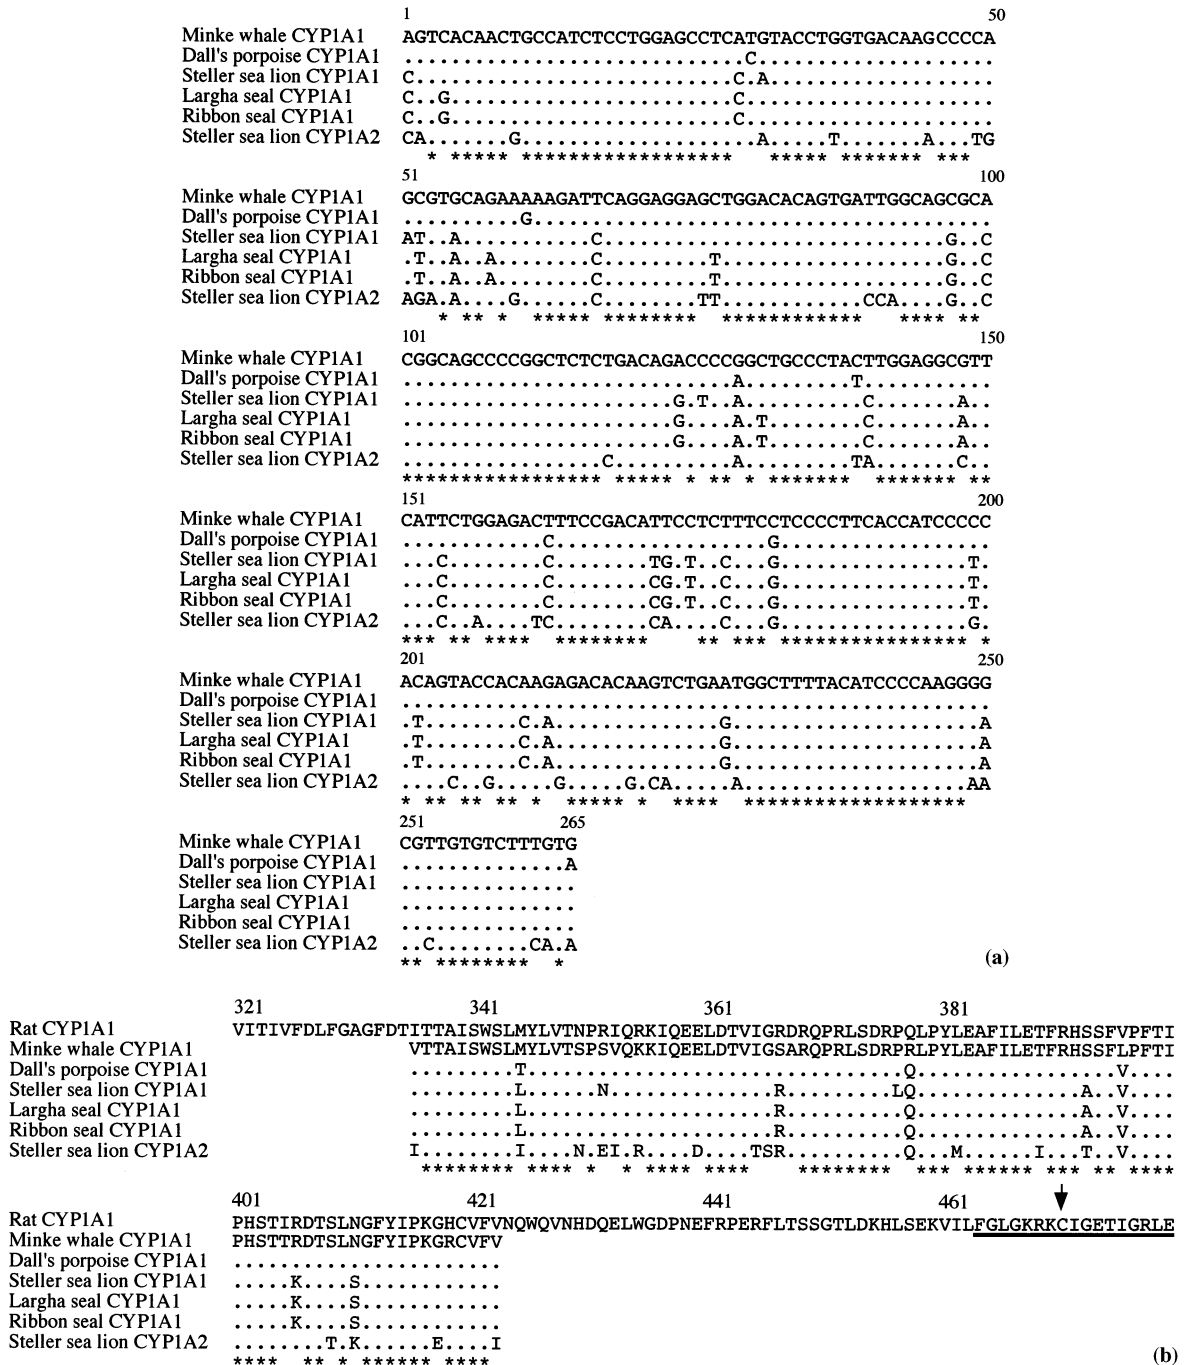 1 50
Minke whale CYP1A1 AGTCACAACTGCCATCTCCTGGAGCCTCATGTACCTGGTGACAAGCCCCA
Dall's porpoise CYP1A1 .............................C....................
Steller sea lion CYP1A1 C...........................C.A...................
Largha seal CYP1A1 C..G........................C.....................
Ribbon seal CYP1A1 C..G........................C.....................
Steller sea lion CYP1A2 CA.......G....................A.....T.......A...TG
* ***** ****************** ***** ******* ***
51 100
Minke whale CYP1A1 GCGTGCAGAAAAAGATTCAGGAGGAGCTGGACACAGTGATTGGCAGCGCA
Dall's porpoise CYP1A1 ..........G.......................................
Steller sea lion CYP1A1 AT..A...........C.............................G..C
Largha seal CYP1A1 .T..A..A........C.........T...................G..C
Ribbon seal CYP1A1 .T..A..A........C.........T...................G..C
Steller sea lion CYP1A2 AGA.A....G......C........TT............CCA....G..C
* ** * ***** ******** ************ **** **
101 150
Minke whale CYP1A1 CGGCAGCCCCGGCTCTCTGACAGACCCCGGCTGCCCTACTTGGAGGCGTT
Dall's porpoise CYP1A1 ............................A.........T...........
Steller sea lion CYP1A1 .......................G.T..A..........C.......A..
Largha seal CYP1A1 .......................G....A.T........C.......A..
Ribbon seal CYP1A1 .......................G....A.T........C.......A..
Steller sea lion CYP1A2 .................C..........A.........TA.......C..
***************** ***** * ** * ******* ******* **
151 200
Minke whale CYP1A1 CATTCTGGAGACTTTCCGACATTCCTCTTTCCTCCCCTTCACCATCCCCC
Dall's porpoise CYP1A1 ............C..................G..................
Steller sea lion CYP1A1 ...C........C........TG.T..C...G................T.
Largha seal CYP1A1 ...C........C........CG.T..C...G................T.
Ribbon seal CYP1A1 ...C........C........CG.T..C...G................T.
Steller sea lion CYP1A2 ...C..A....TC........CA....C...G................G.
*** ** **** ******** ** *** **************** *
201 250
Minke whale CYP1A1 ACAGTACCACAAGAGACACAAGTCTGAATGGCTTTTACATCCCCAAGGGG
Dall's porpoise CYP1A1 ..................................................
Steller sea lion CYP1A1 .T........C.A..............G.....................A
Largha seal CYP1A1 .T........C.A..............G.....................A
Ribbon seal CYP1A1 .T........C.A..............G.....................A
Steller sea lion CYP1A2 ....C..G.....G.....G.CA.....A...................AA
* ** ** ** * ***** * **** *******************
251 265
Minke whale CYP1A1 CGTTGTGTCTTTGTG
Dall's porpoise CYP1A1 ..............A
Steller sea lion CYP1A1 ...............
Largha seal CYP1A1 ...............
Ribbon seal CYP1A1 ...............
Steller sea lion CYP1A2 ..C........CA.A
** ******** *
(a)
321 341 361 381
Rat CYP1A1 VITIVFDLFGAGFDTITTAISWSLMYLVTNPRIQRKIQEELDTVIGRDRQPRLSDRPQLPYLEAFILETFRHSSFVPFTI
Minke whale CYP1A1 VTTAISWSLMYLVTSPSVQKKIQEELDTVIGSARQPRLSDRPRLPYLEAFILETFRHSSFLPFTI
Dall's porpoise CYP1A1 .........T................................Q.................V....
Steller sea lion CYP1A1 .........L......N..............R.........LQ..............A..V....
Largha seal CYP1A1 .........L.....................R..........Q..............A..V....
Ribbon seal CYP1A1 .........L.....................R..........Q..............A..V....
Steller sea lion CYP1A2 I........I....N.EI.R....D....TSR..........Q...M......I...T..V....
******** **** * * **** **** ******** *** ****** *** ** ****
401 421 441 461
Rat CYP1A1 PHSTIRDTSLNGFYIPKGHCVFVNQWQVNHDQELWGDPNEFRPERFLTSSGTLDKHLSEKVILFGLGKRKCIGETIGRLE
Minke whale CYP1A1 PHSTTRDTSLNGFYIPKGRCVFV
Dall's porpoise CYP1A1 .......................
Steller sea lion CYP1A1 .....K....S............
Largha seal CYP1A1 .....K....S............
Ribbon seal CYP1A1 .....K....S............
Steller sea lion CYP1A2 ........T.K......E....I
**** ** * ****** ****
(b)